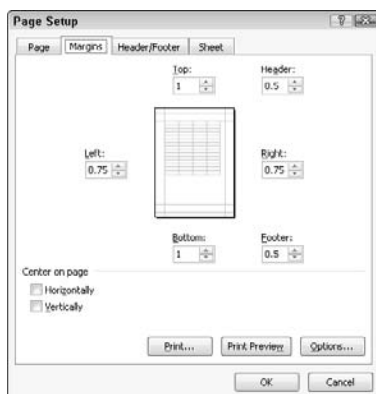 Page Setup
Page Margins Header/Footer Sheet
Top: Header:
1 0.5
Left: Right:
0.75 0.75
Bottom: Footer:
1 0.5
Center on page
Horizontally
Vertically
Print... Print Preview Options...
OK Cancel